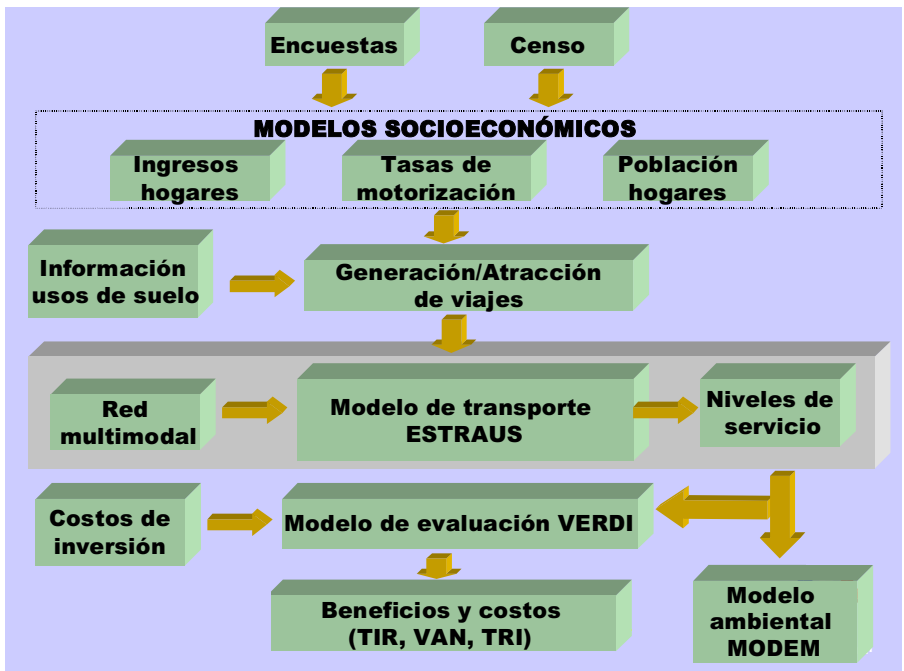 Encuestas
Censo
MODELOS SOCIOECONÓMICOS
Ingresos
hogares
Tasas de
motorización
Población
hogares
Información
usos de suelo
Generación/Atracción
de viajes
Red
multimodal
Modelo de transporte
ESTRAUS
Niveles de
servicio
Costos de
inversión
Modelo de evaluación VERDI
Beneficios y costos
(TIR, VAN, TRI)
Modelo
ambiental
MODEM